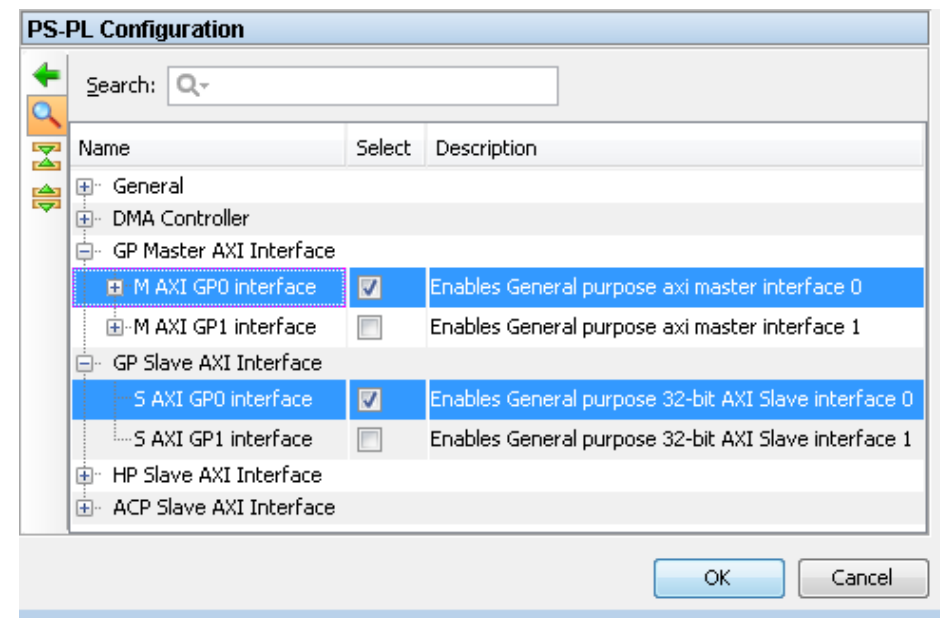 PS-PL Configuration
Search:
Name Select Description
General
DMA Controller
GP Master AXI Interface
M AXI GP0 interface Enables General purpose axi master interface 0
M AXI GP1 interface Enables General purpose axi master interface 1
GP Slave AXI Interface
S AXI GP0 interface Enables General purpose 32-bit AXI Slave interface 0
S AXI GP1 interface Enables General purpose 32-bit AXI Slave interface 1
HP Slave AXI Interface
ACP Slave AXI Interface
OK Cancel